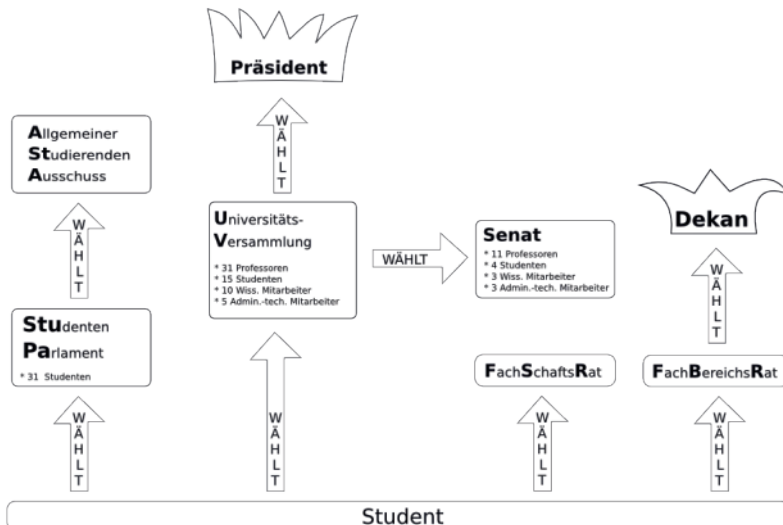 Präsident
WÄHLT
Allgemeiner
Studierenden
Ausschuss
WÄHLT
Universitäts-
Versammlung
* 31 Professoren
* 15 Studenten
* 10 Wiss. Mitarbeiter
* 5 Admin.-tech. Mitarbeiter
WÄHLT
Senat
* 11 Professoren
* 4 Studenten
* 3 Wiss. Mitarbeiter
* 3 Admin.-tech. Mitarbeiter
Dekan
WÄHLT
Studenten
Parlament
* 31 Studenten
FachSchaftsRat
FachBereichsRat
WÄHLT
WÄHLT
WÄHLT
WÄHLT
Student